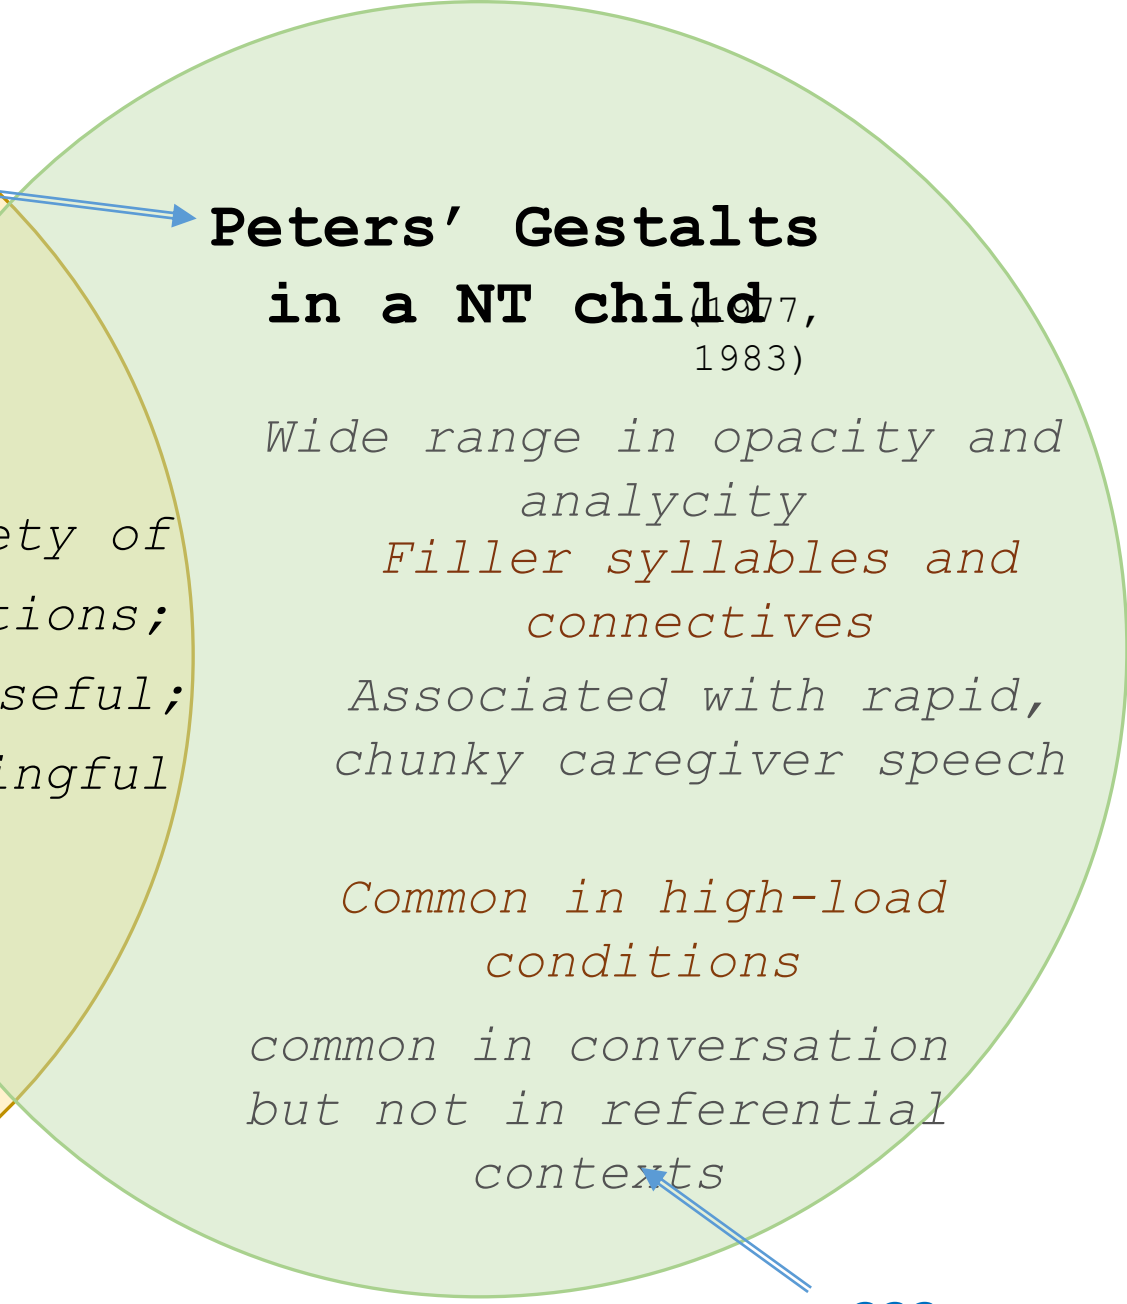 Peters’ Gestalts
in a NT child
(1977,
1983)
Wide range in opacity and
analycity
Filler syllables and
connectives
Associated with rapid,
chunky caregiver speech
Common in high-load
conditions
common in conversation
but not in referential
contexts
ety of
tions;
seful;
ingful